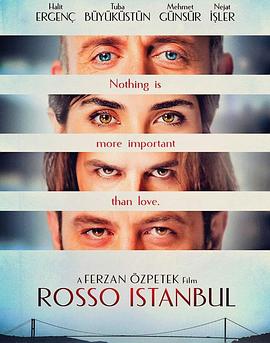 Halit Tuba Mehmet Nejat
ERGENÇ BÜYÜKÜSTÜN GÜNSÜR İŞLER
Nothing is
more important
than love.
A FERZAN ÖZPETEK Film
ROSSO ISTANBUL